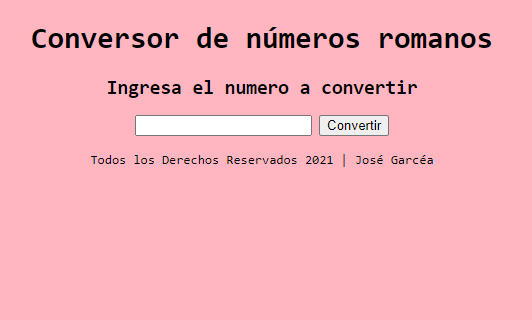 Conversor de números romanos
Ingresa el numero a convertir
Convertir
Todos los Derechos Reservados 2021 | José Garcéa